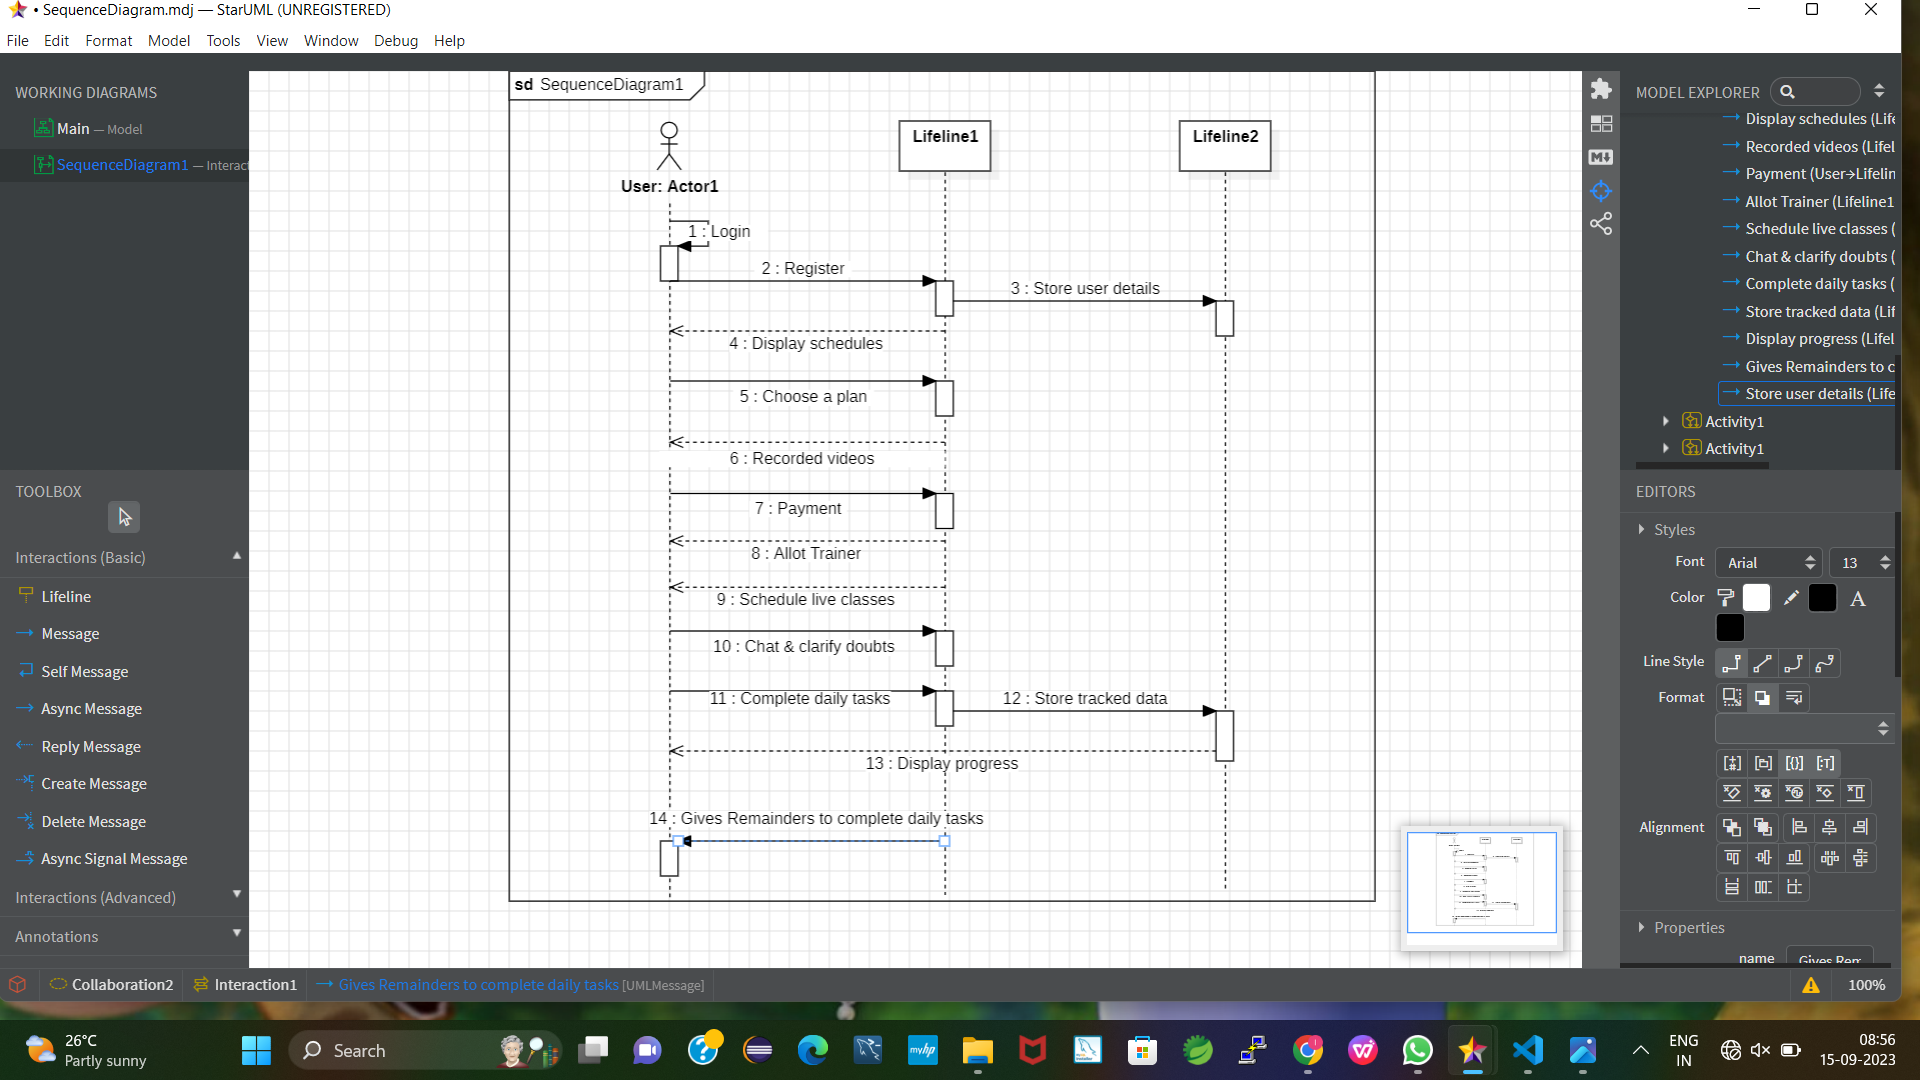 • SequenceDiagram.mdj — StarUML (UNREGISTERED)
File Edit Format Model Tools View Window Debug Help
WORKING DIAGRAMS
Main — Model
SequenceDiagram1 — Interac
TOOLBOX
Interactions (Basic)
Lifeline
Message
Self Message
Async Message
Reply Message
Create Message
Delete Message
Async Signal Message
Interactions (Advanced)
Annotations
sd SequenceDiagram1
User: Actor1
Lifeline1
Lifeline2
1 : Login
2 : Register
3 : Store user details
4 : Display schedules
5 : Choose a plan
6 : Recorded videos
7 : Payment
8 : Allot Trainer
9 : Schedule live classes
10 : Chat & clarify doubts
11 : Complete daily tasks
12 : Store tracked data
13 : Display progress
14 : Gives Remainders to complete daily tasks
MODEL EXPLORER
Display schedules (Life
Recorded videos (Lifel
Payment (User→Lifelin
Allot Trainer (Lifeline1
Schedule live classes (
Chat & clarify doubts (
Complete daily tasks (
Store tracked data (Lif
Display progress (Lifel
Gives Remainders to c
Store user details (Life
Activity1
Activity1
EDITORS
Styles
Font Arial 13
Color A
Line Style
Format
Alignment
Properties
name Gives Rem
Collaboration2 Interaction1 Gives Remainders to complete daily tasks [UMLMessage]
100%
26°C
Partly sunny
Search
myhp
ENG
IN
08:56
15-09-2023